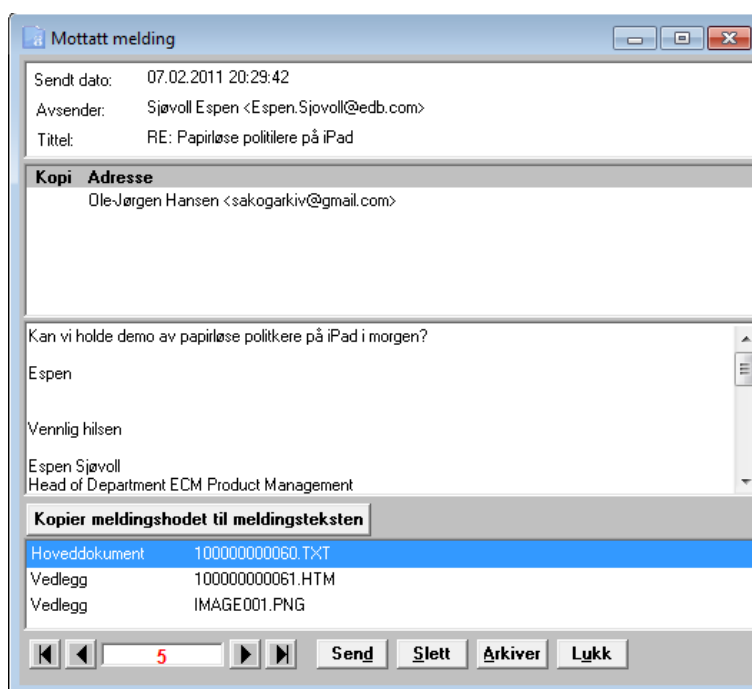 Mottatt melding
Sendt dato: 07.02.2011 20:29:42
Avsender: Sjøvoll Espen <Espen.Sjovoll@edb.com>
Tittel: RE: Papirløse politilere på iPad
Kopi Adresse
Ole-Jørgen Hansen <sakogarkiv@gmail.com>
Kan vi holde demo av papirløse politkere på iPad i morgen?
Espen
Vennlig hilsen
Espen Sjøvoll
Head of Department ECM Product Management
Kopier meldingshodet til meldingsteksten
Hoveddokument 100000000060.TXT
Vedlegg 100000000061.HTM
Vedlegg IMAGE001.PNG
5 Send Slett Arkiver Lukk